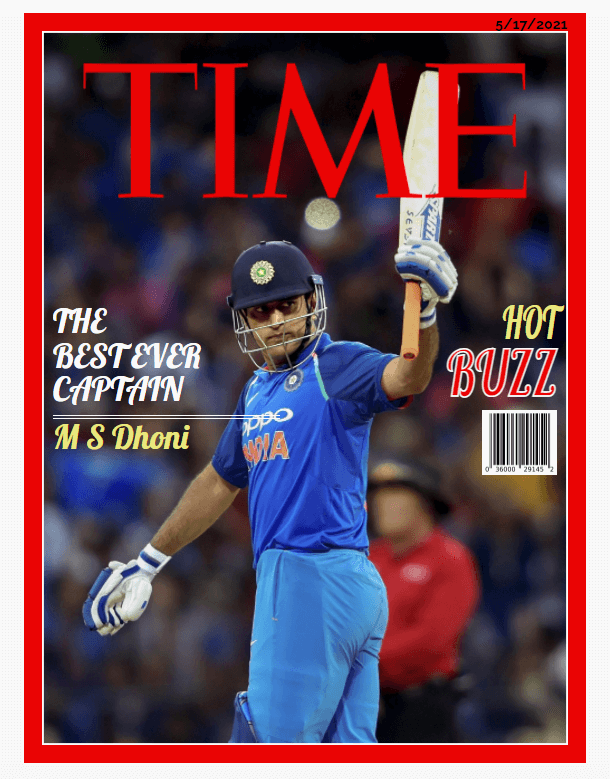 5/17/2021
TIME
THE
BEST EVER
CAPTAIN
M S Dhoni
HOT
BUZZ
0 36000 29145 2
oppo
INDIA